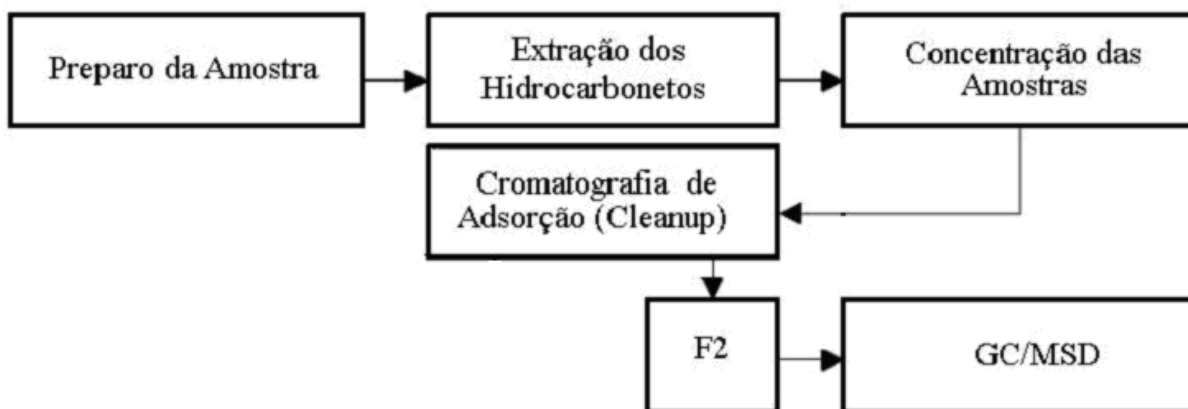 Preparo da Amostra
Extração dos
Hidrocarbonetos
Concentração das
Amostras
Cromatografia de
Adsorção (Cleanup)
F2
GC/MSD